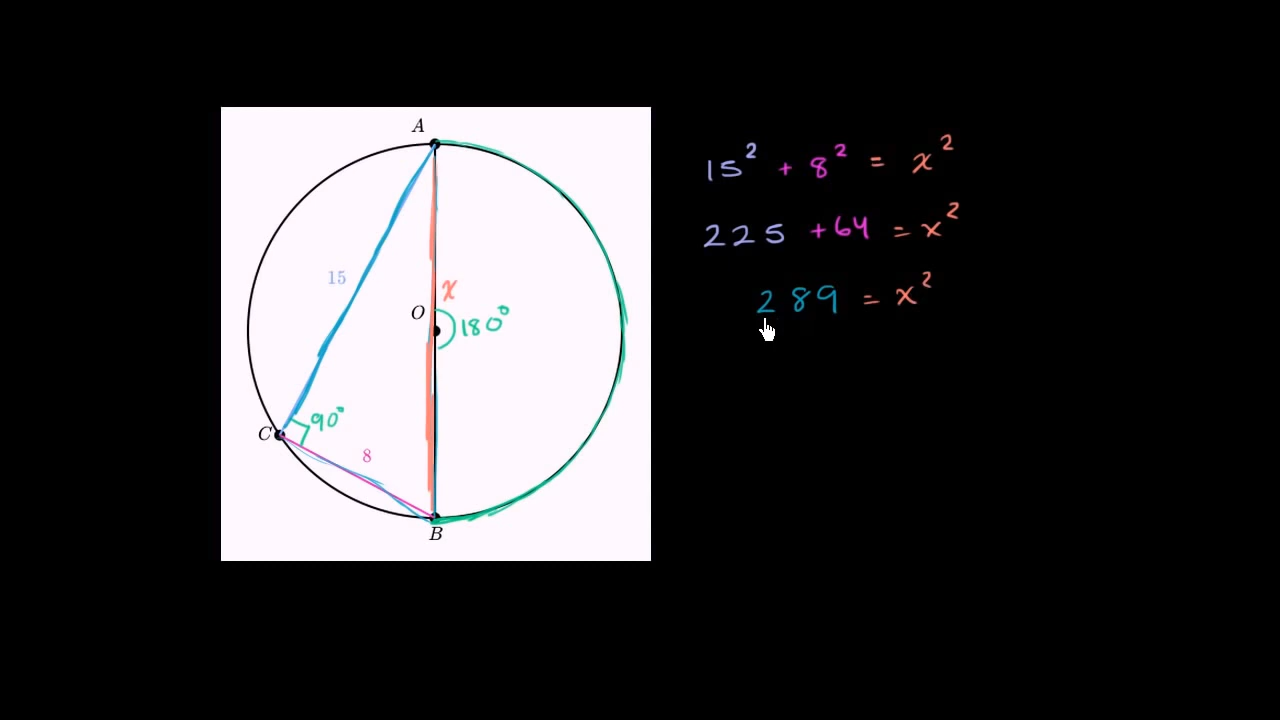 A
15² + 8² = x²
225 + 64 = x²
15
x
289 = x²
O
180°
90°
C
8
B